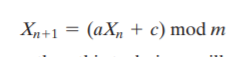 Xₙ₊₁ = (aXₙ + c) mod m